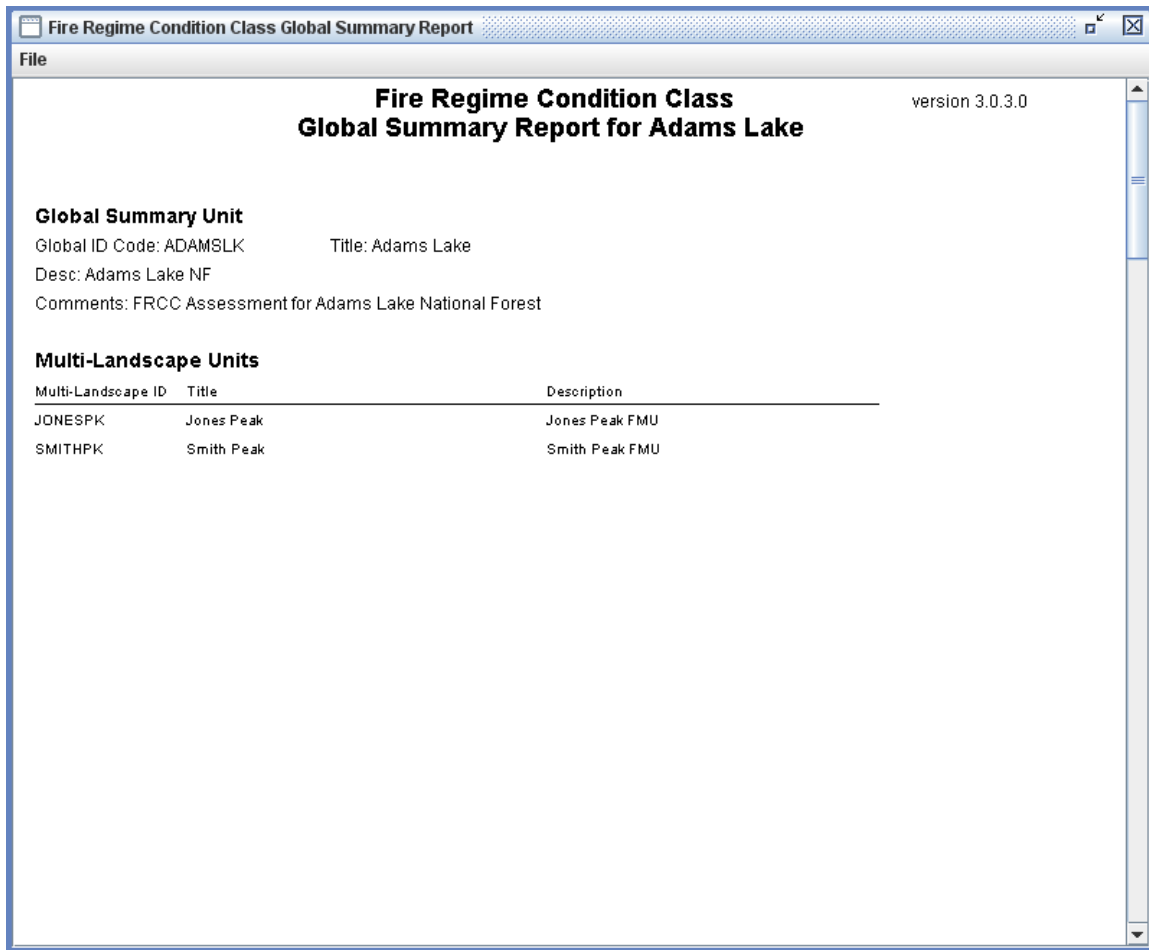 Fire Regime Condition Class Global Summary Report
File
Fire Regime Condition Class version 3.0.3.0
Global Summary Report for Adams Lake
Global Summary Unit
Global ID Code: ADAMSLK Title: Adams Lake
Desc: Adams Lake NF
Comments: FRCC Assessment for Adams Lake National Forest
Multi-Landscape Units
Multi-Landscape ID Title Description
JONESPK Jones Peak Jones Peak FMU
SMITHPK Smith Peak Smith Peak FMU